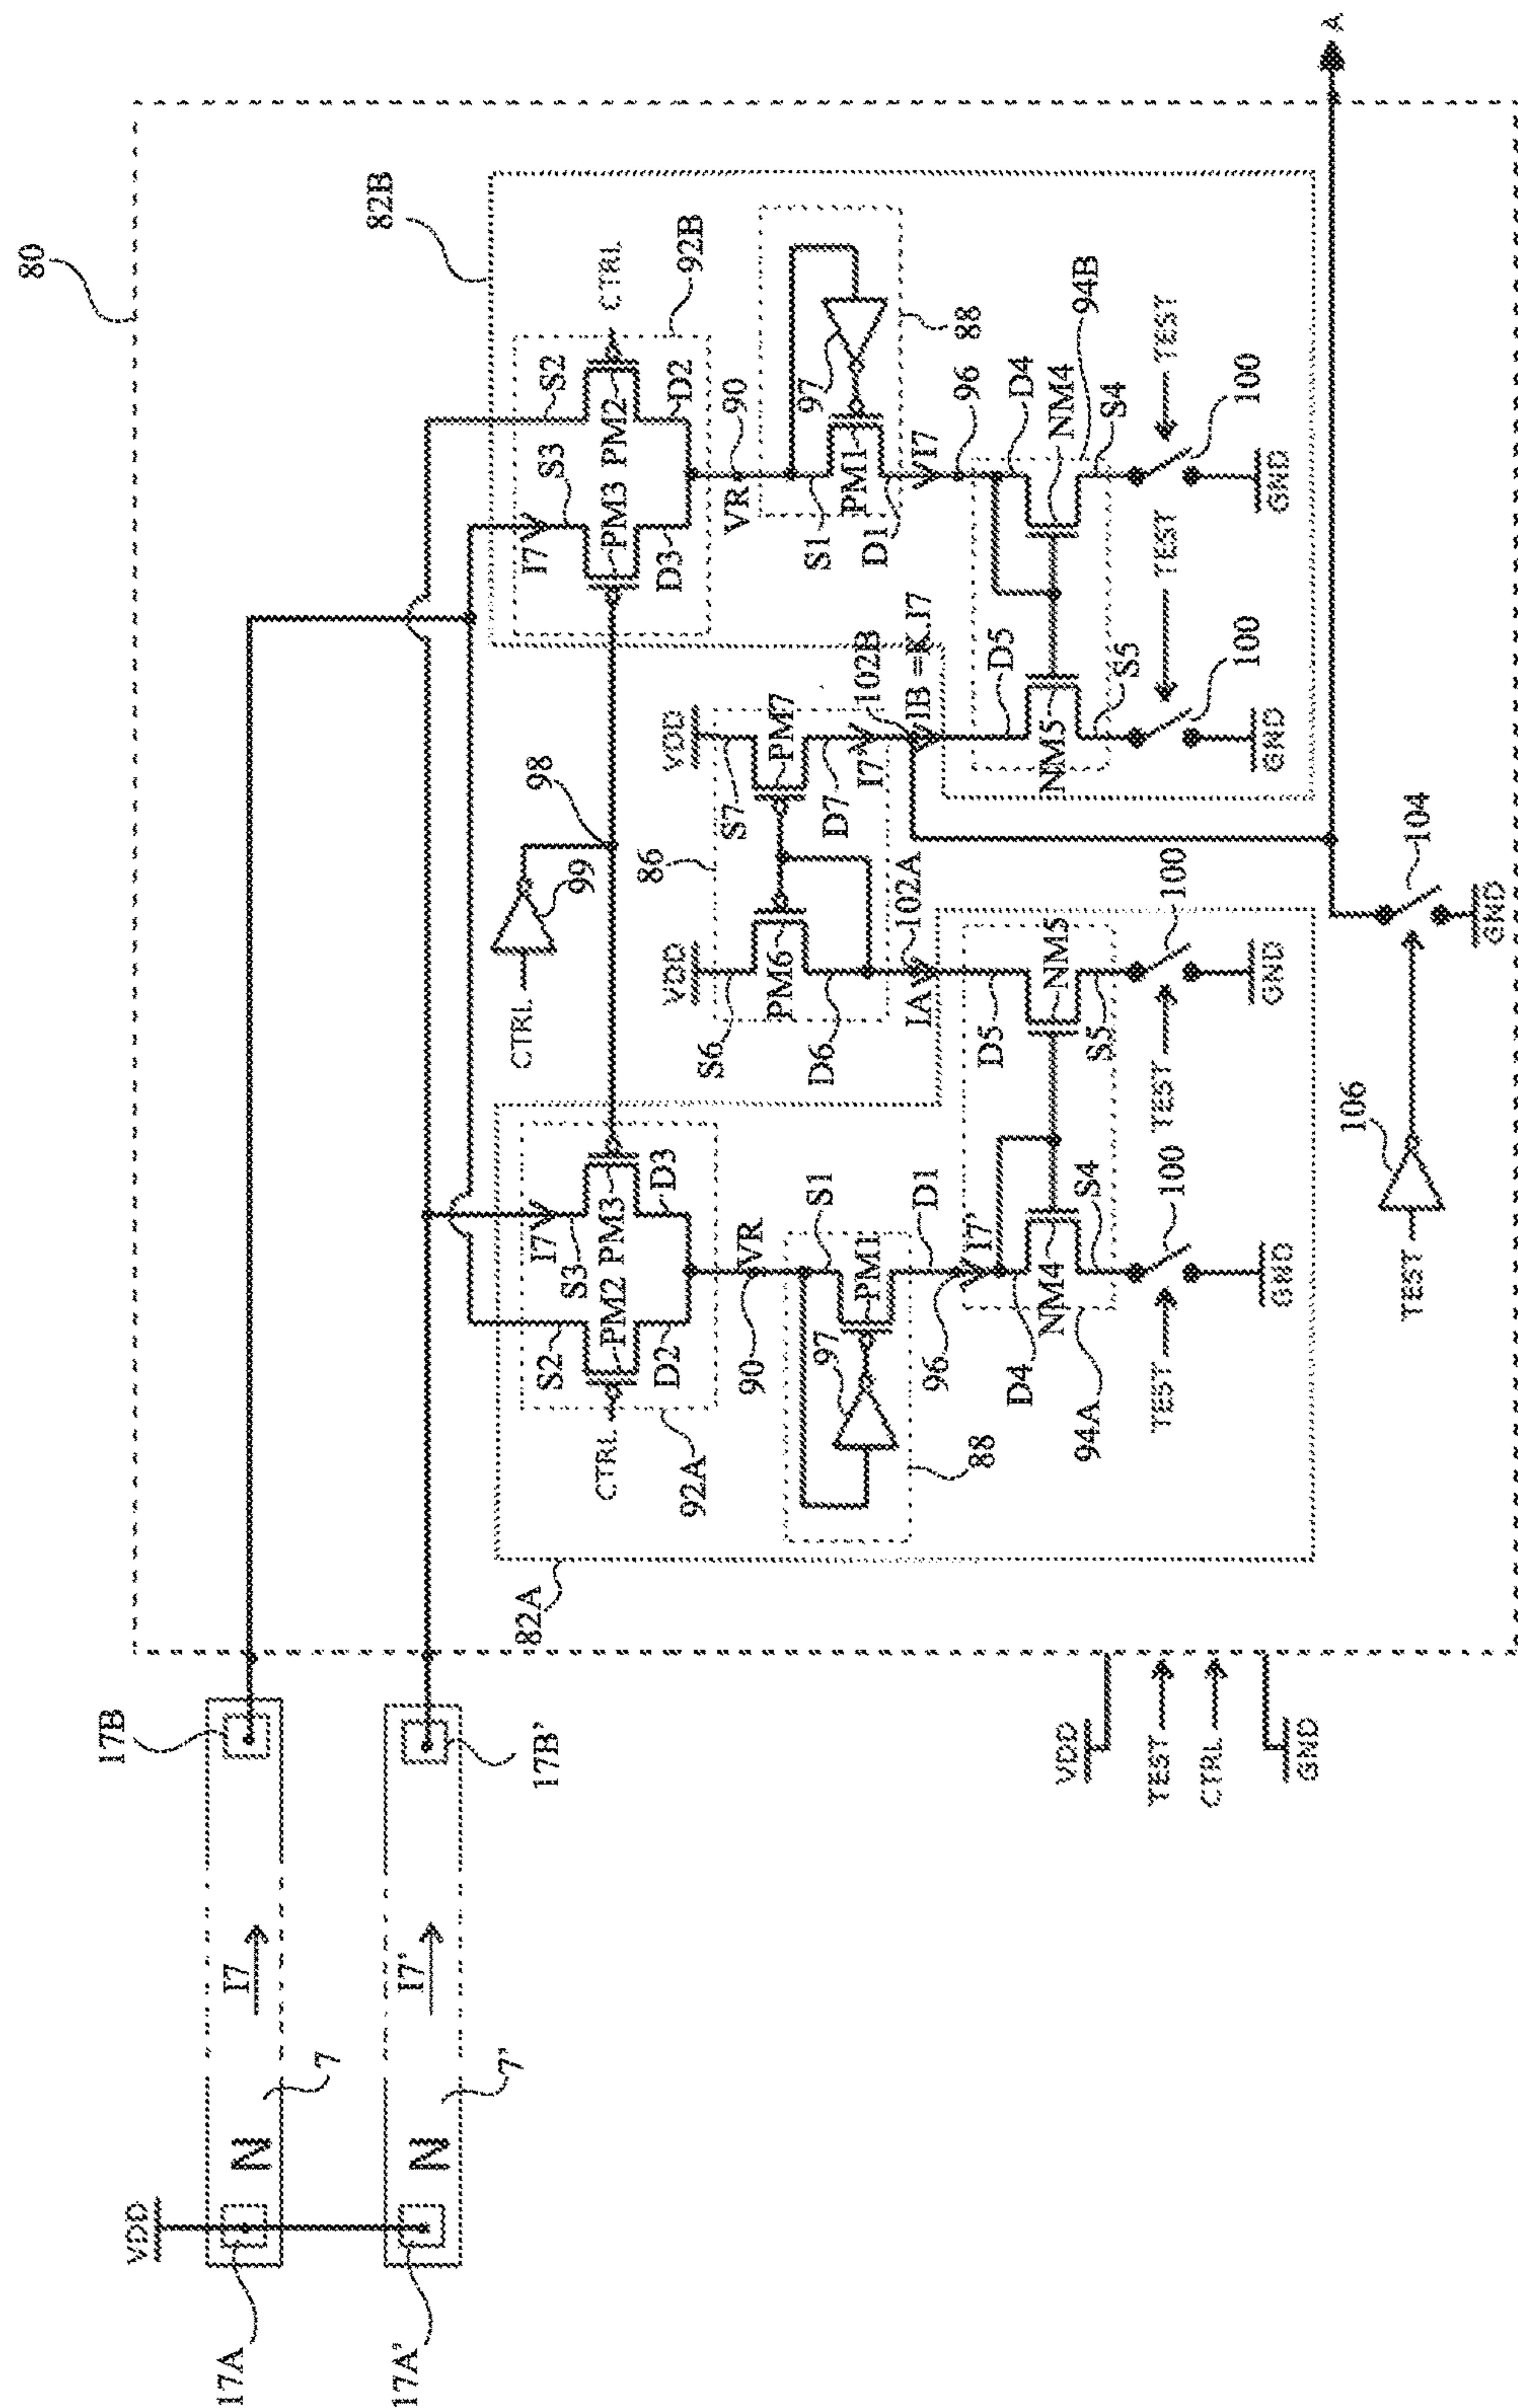 80
82B
CTRL
S2
92B
S3
I7
PM3
PM2
D2
D3
90
VR
97
88
S1
PM1
D1
I7
96
D4
NM4
94B
S4
TEST
100
GND
TEST
100
GND
D5
NM5
S5
102B
IB =K.I7
98
99
CTRL
VDD
S7
PM7
D7
I7'
86
VDD
S6
PM6
D6
102A
IA
D5
NM5
S5
100
TEST
GND
I7'
S3
PM3
PM2
D3
S2
D2
CTRL
92A
VR
90
S1
PM1
97
88
D1
96
I7'
D4
NM4
S4
94A
100
TEST
GND
82A
A
104
GND
106
TEST
17B
17B'
I7
I7'
7
7'
N
N
VDD
17A
17A'
VDD
TEST
CTRL
GND